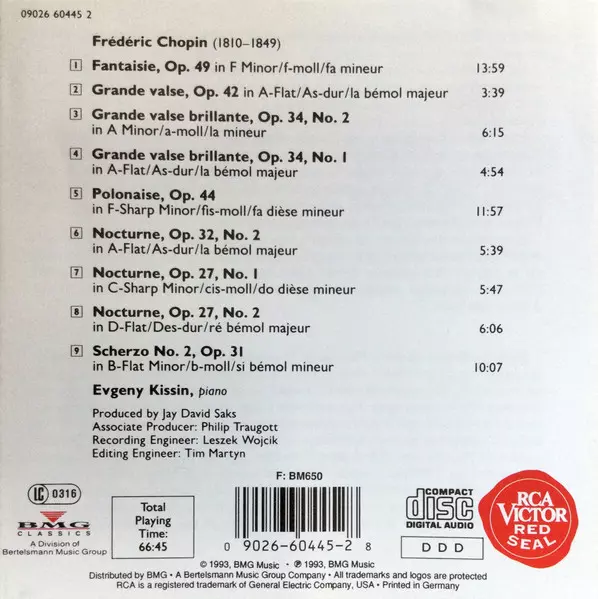 09026 60445 2
Frédéric Chopin (1810–1849)
1 Fantaisie, Op. 49 in F Minor/f-moll/fa mineur 13:59
2 Grande valse, Op. 42 in A-Flat/As-dur/la bémol majeur 3:39
3 Grande valse brillante, Op. 34, No. 2
in A Minor/a-moll/la mineur 6:15
4 Grande valse brillante, Op. 34, No. 1
in A-Flat/As-dur/la bémol majeur 4:54
5 Polonaise, Op. 44
in F-Sharp Minor/fis-moll/fa dièse mineur 11:57
6 Nocturne, Op. 32, No. 2
in A-Flat/As-dur/la bémol majeur 5:39
7 Nocturne, Op. 27, No. 1
in C-Sharp Minor/cis-moll/do dièse mineur 5:47
8 Nocturne, Op. 27, No. 2
in D-Flat/Des-dur/ré bémol majeur 6:06
9 Scherzo No. 2, Op. 31
in B-Flat Minor/b-moll/si bémol mineur 10:07
Evgeny Kissin, piano
Produced by Jay David Saks
Associate Producer: Philip Traugott
Recording Engineer: Leszek Wojcik
Editing Engineer: Tim Martyn
F: BM650
LC 0316
BMG
CLASSICS
A Division of
Bertelsmann Music Group
Total
Playing
Time:
66:45
0 9026-60445-2 8
COMPACT
disc
DIGITAL AUDIO
D D D
RCA
VICTOR
RED
SEAL
© 1993, BMG Music • ℗ 1993, BMG Music
Distributed by BMG • A Bertelsmann Music Group Company • All trademarks and logos are protected
RCA is a registered trademark of General Electric Company, USA • Printed in Germany